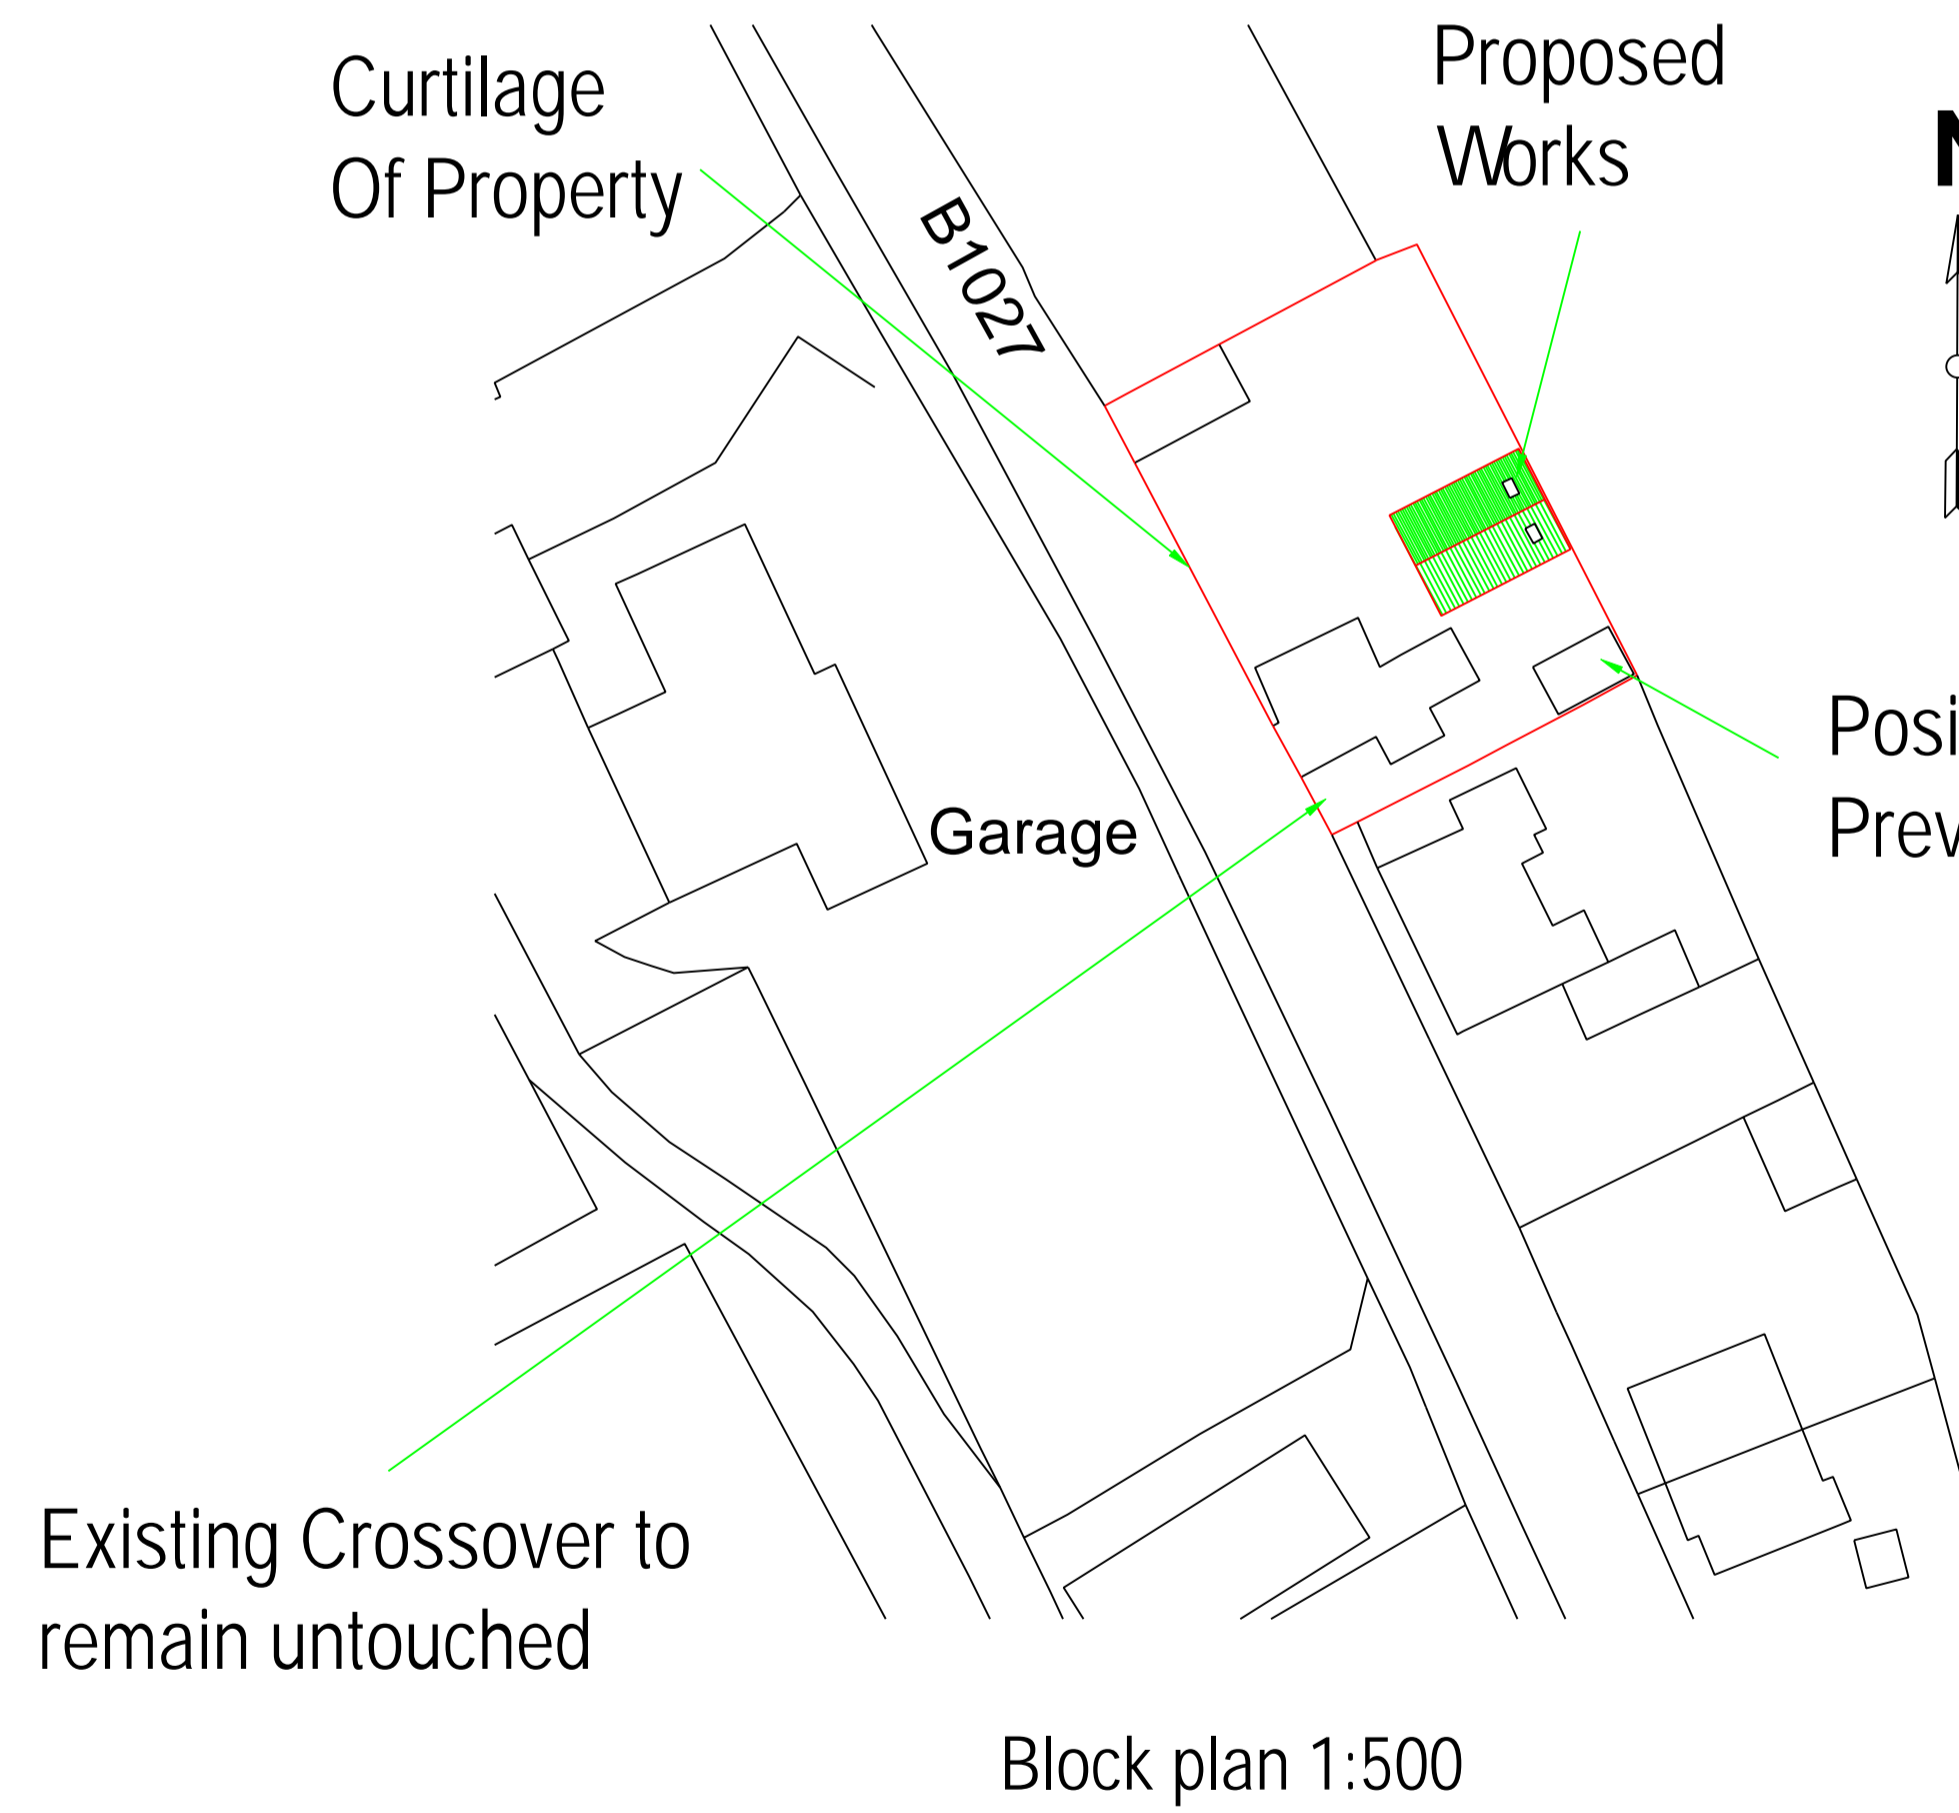 Curtilage
Of Property
Proposed
Works
B1027
Garage
Existing Crossover to
remain untouched
Block plan 1:500